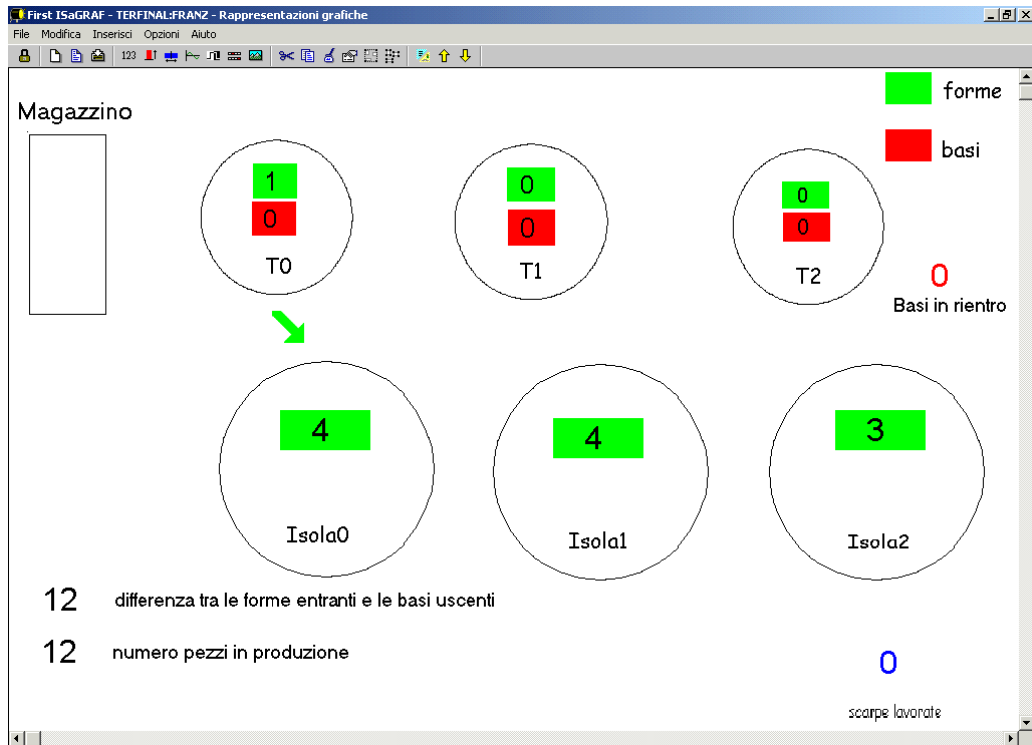 First ISaGRAF - TERFINAL:FRANZ - Rappresentazioni grafiche
File Modifica Inserisci Opzioni Aiuto
123
forme
Magazzino
basi
1 0 0
0 0 0
T0 T1 T2
0
Basi in rientro
4 4 3
Isola0 Isola1 Isola2
12 differenza tra le forme entranti e le basi uscenti
12 numero pezzi in produzione
0
scarpe lavorate